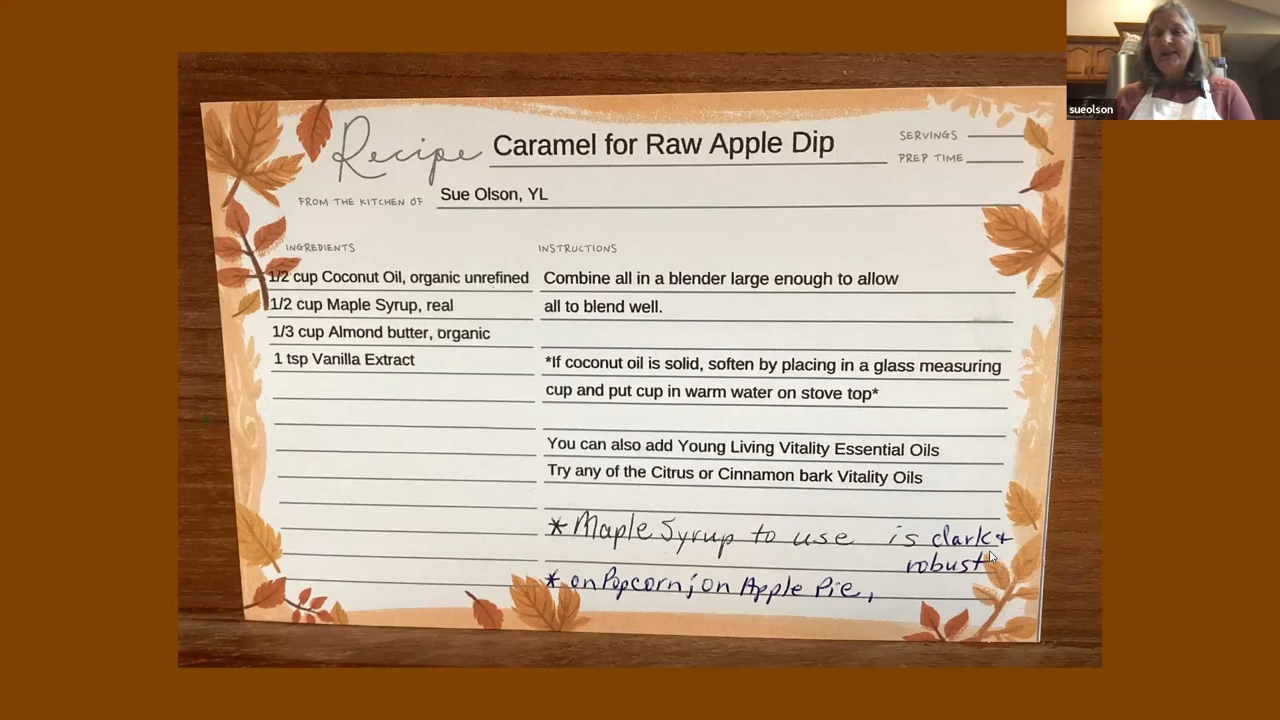 sueolson
Recipe Caramel for Raw Apple Dip
SERVINGS
PREP TIME
FROM THE KITCHEN OF Sue Olson, YL
INGREDIENTS
1/2 cup Coconut Oil, organic unrefined
1/2 cup Maple Syrup, real
1/3 cup Almond butter, organic
1 tsp Vanilla Extract
INSTRUCTIONS
Combine all in a blender large enough to allow
all to blend well.
*If coconut oil is solid, soften by placing in a glass measuring
cup and put cup in warm water on stove top*
You can also add Young Living Vitality Essential Oils
Try any of the Citrus or Cinnamon bark Vitality Oils
*Maple Syrup to use is dark +
robust
* on Popcorn; on Apple Pie,